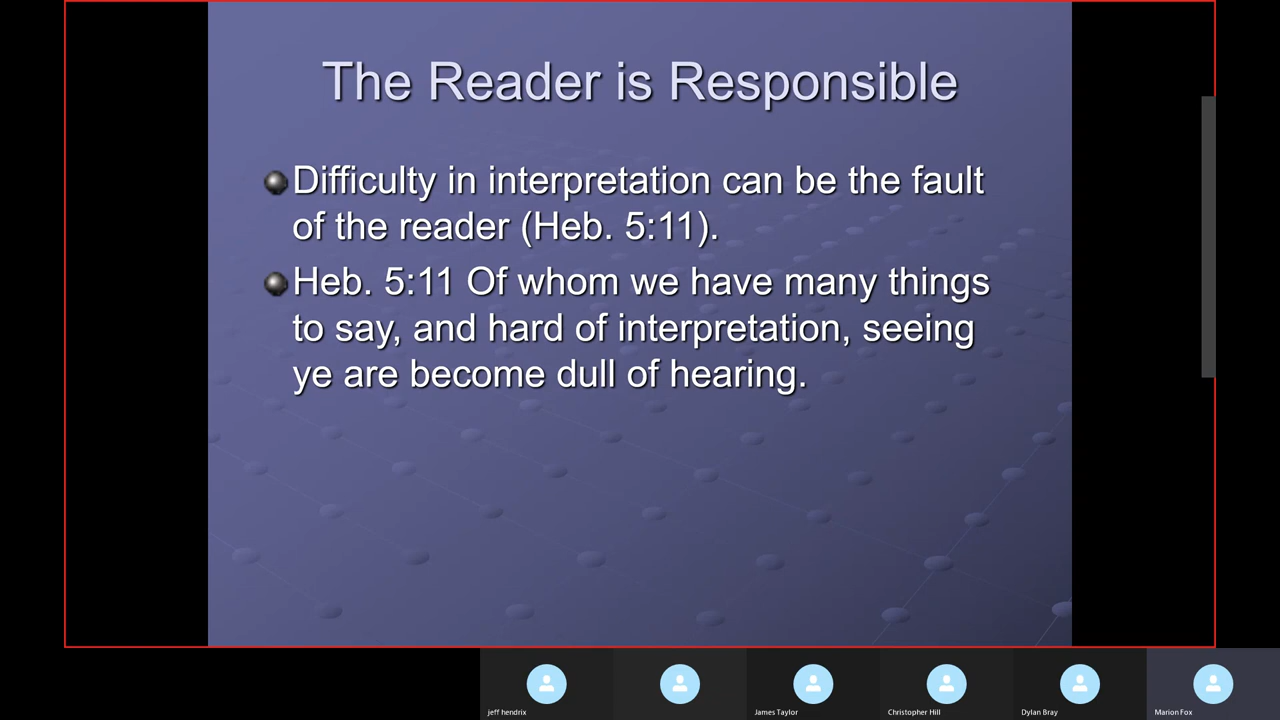 The Reader is Responsible
Difficulty in interpretation can be the fault
of the reader (Heb. 5:11).
Heb. 5:11 Of whom we have many things
to say, and hard of interpretation, seeing
ye are become dull of hearing.
jeff hendrix
James Taylor
Christopher Hill
Dylan Bray
Marion Fox